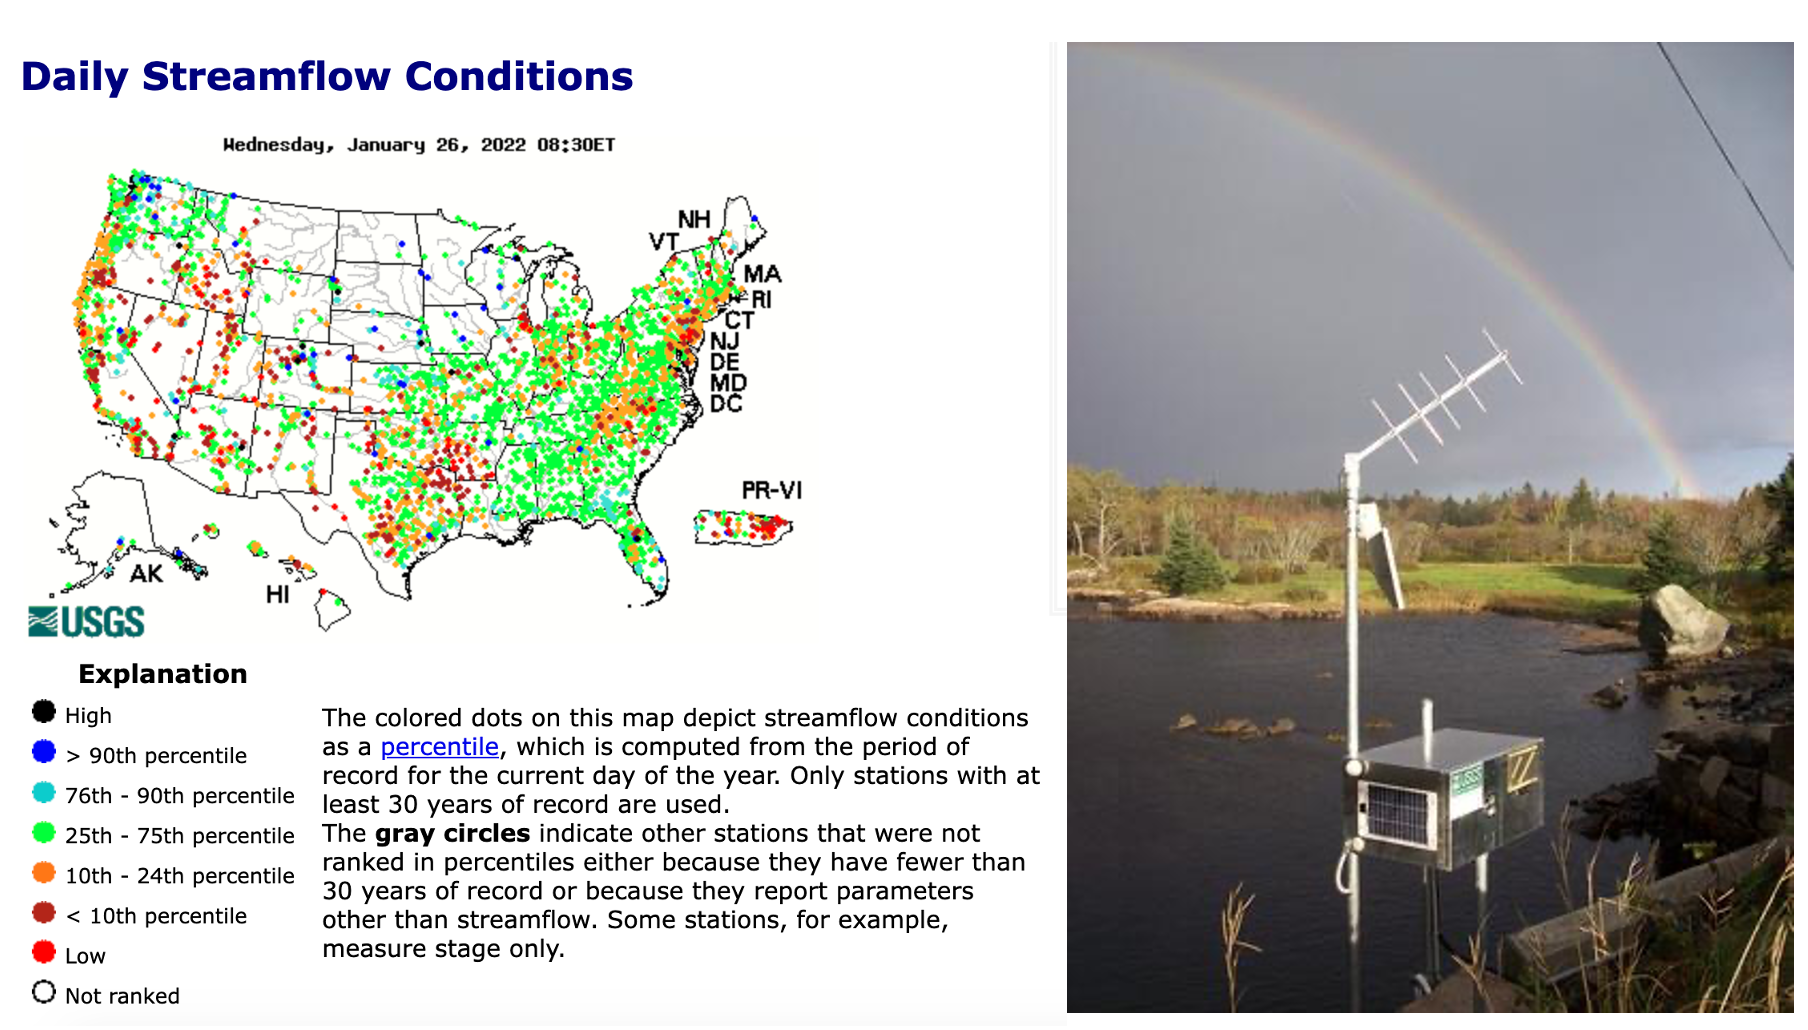 Daily Streamflow Conditions
Wednesday, January 26, 2022 08:30ET
NH
VT
MA
RI
CT
NJ
DE
MD
DC
PR-VI
AK
HI
USGS
Explanation
High
> 90th percentile
76th - 90th percentile
25th - 75th percentile
10th - 24th percentile
< 10th percentile
Low
Not ranked
The colored dots on this map depict streamflow conditions
as a percentile, which is computed from the period of
record for the current day of the year. Only stations with at
least 30 years of record are used.
The gray circles indicate other stations that were not
ranked in percentiles either because they have fewer than
30 years of record or because they report parameters
other than streamflow. Some stations, for example,
measure stage only.
USGS